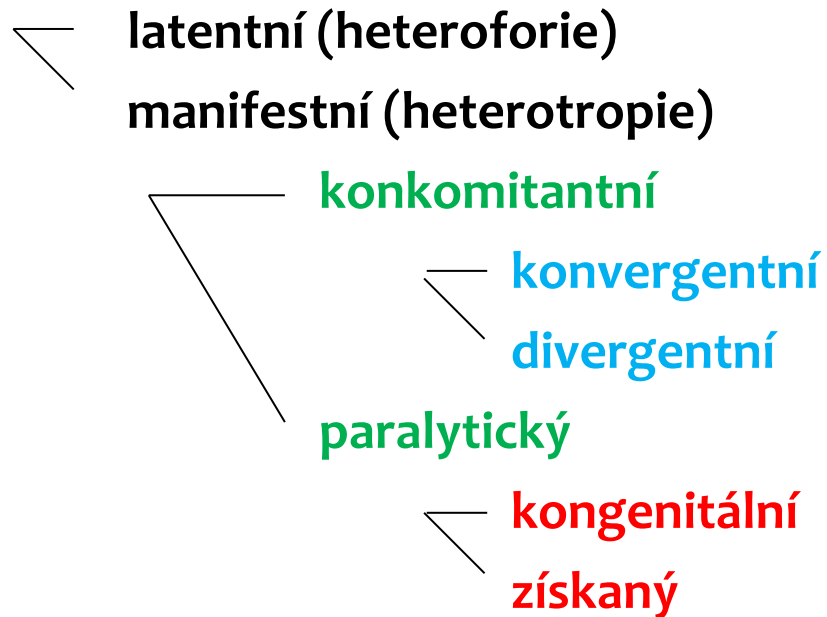 latentní (heteroforie)
manifestní (heterotropie)
konkomitantní
konvergentní
divergentní
paralytický
kongenitální
získaný